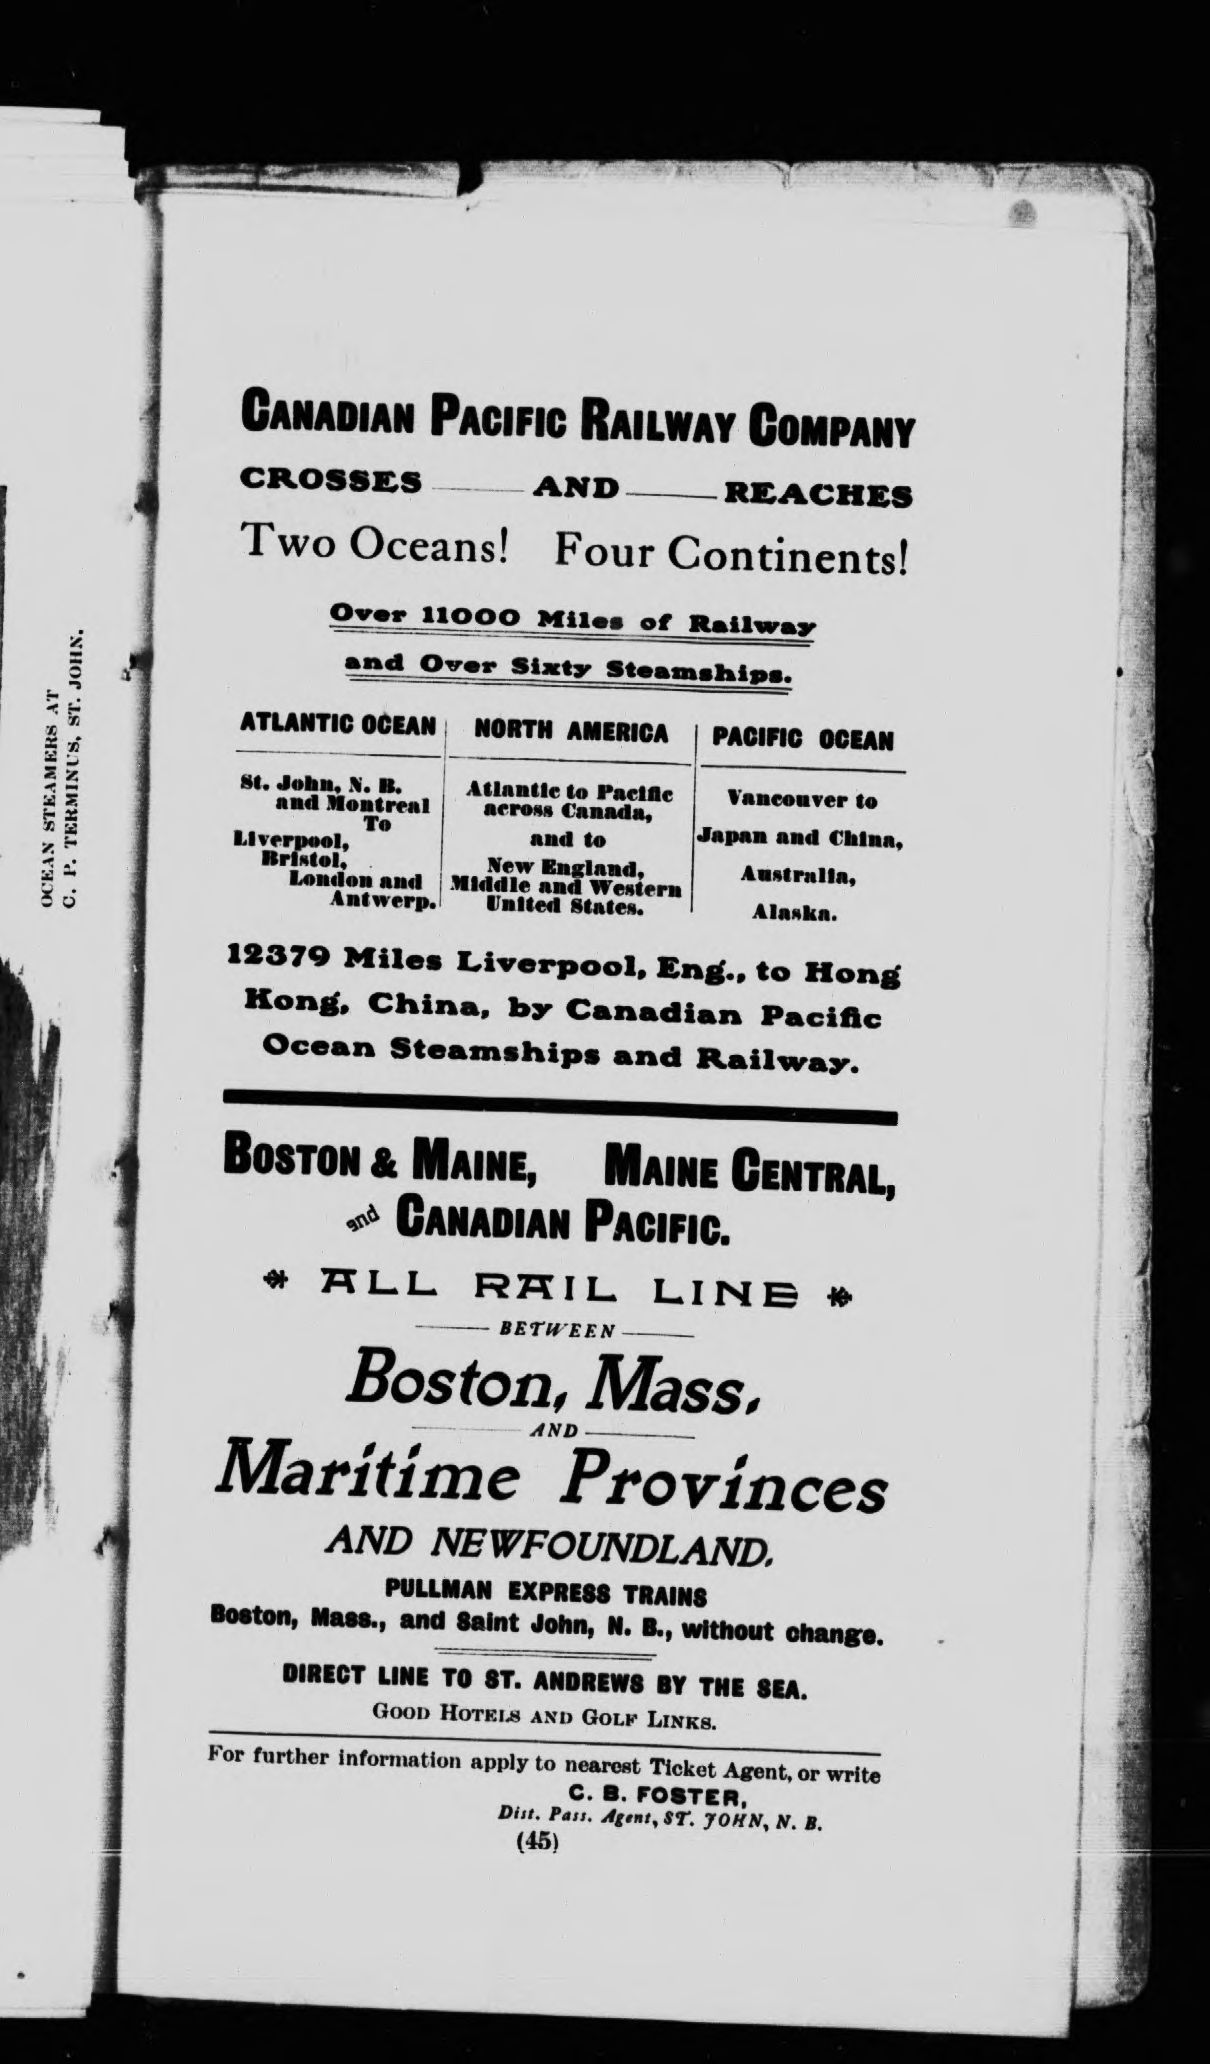 OCEAN STEAMERS AT
C. P. TERMINUS, ST. JOHN.
CANADIAN PACIFIC RAILWAY COMPANY
CROSSES AND REACHES
Two Oceans! Four Continents!
Over 11000 Miles of Railway
and Over Sixty Steamships.
ATLANTIC OCEAN
St. John, N. B.
and Montreal
To
Liverpool,
Bristol,
London and
Antwerp.
NORTH AMERICA
Atlantic to Pacific
across Canada,
and to
New England,
Middle and Western
United States.
PACIFIC OCEAN
Vancouver to
Japan and China,
Australia,
Alaska.
12379 Miles Liverpool, Eng., to Hong
Kong, China, by Canadian Pacific
Ocean Steamships and Railway.
BOSTON & MAINE, MAINE CENTRAL,
and CANADIAN PACIFIC.
ALL RAIL LINE
BETWEEN
Boston, Mass.
AND
Maritime Provinces
AND NEWFOUNDLAND.
PULLMAN EXPRESS TRAINS
Boston, Mass., and Saint John, N. B., without change.
DIRECT LINE TO ST. ANDREWS BY THE SEA.
GOOD HOTELS AND GOLF LINKS.
For further information apply to nearest Ticket Agent, or write
C. B. FOSTER,
Dist. Pass. Agent, ST. JOHN, N. B.
(45)